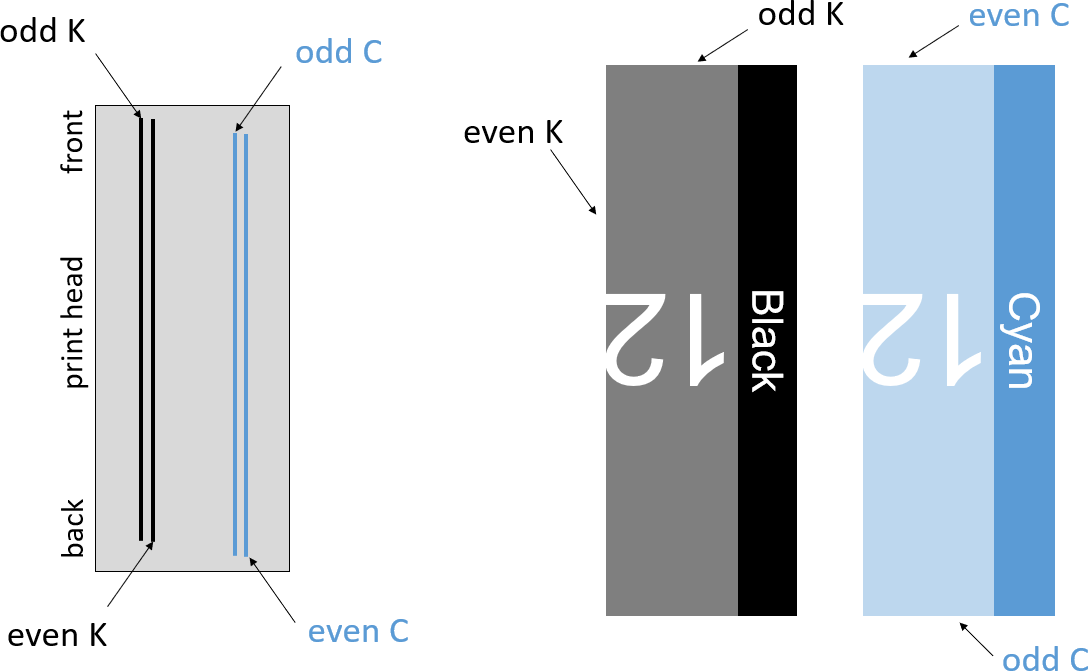 odd K
odd C
front
print head
back
even K
even C
odd K
even C
even K
12
Black
12
Cyan
odd C